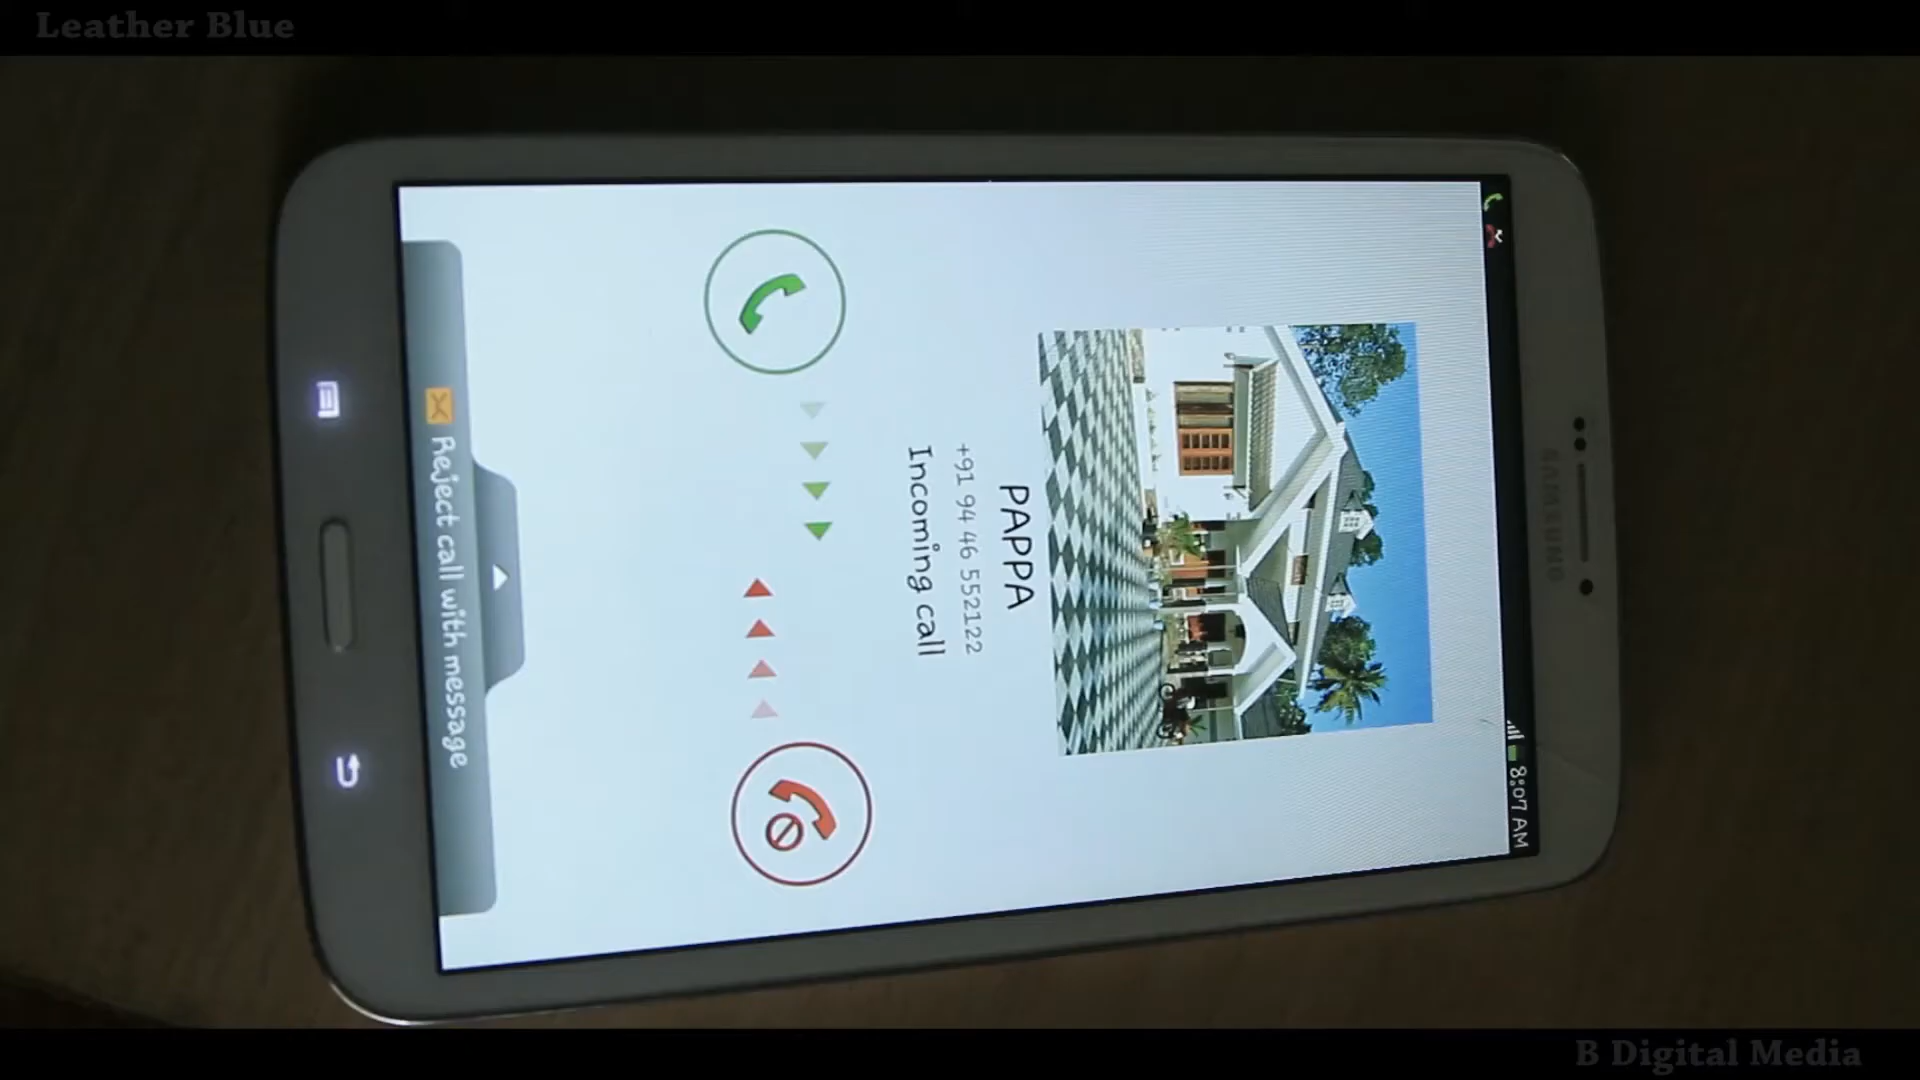 Leather Blue
8:07 AM
SAMSUNG
PAPPA
+91 94 46 552122
Incoming call
Reject call with message
B Digital Media